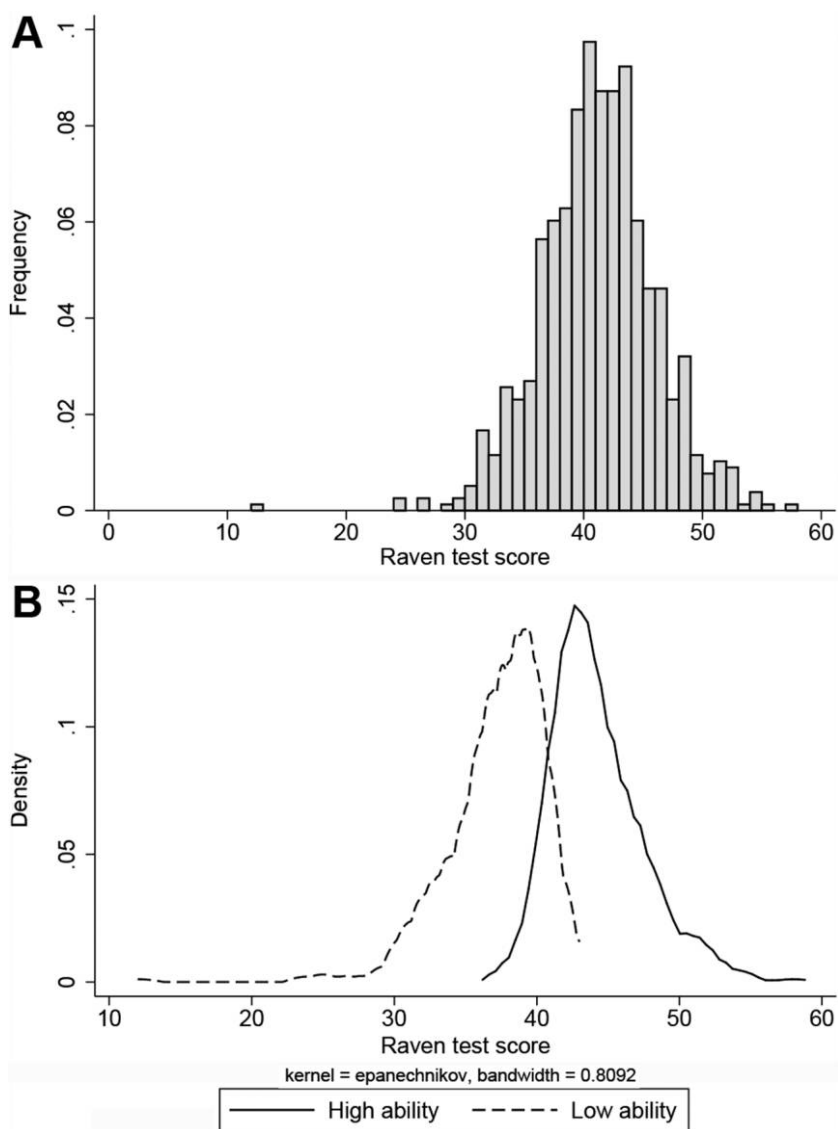 A
.1
.08
.06
.04
.02
0
Frequency
0 10 20 30 40 50 60
Raven test score
B
.15
.1
.05
0
Density
10 20 30 40 50 60
Raven test score
kernel = epanechnikov, bandwidth = 0.8092
High ability Low ability